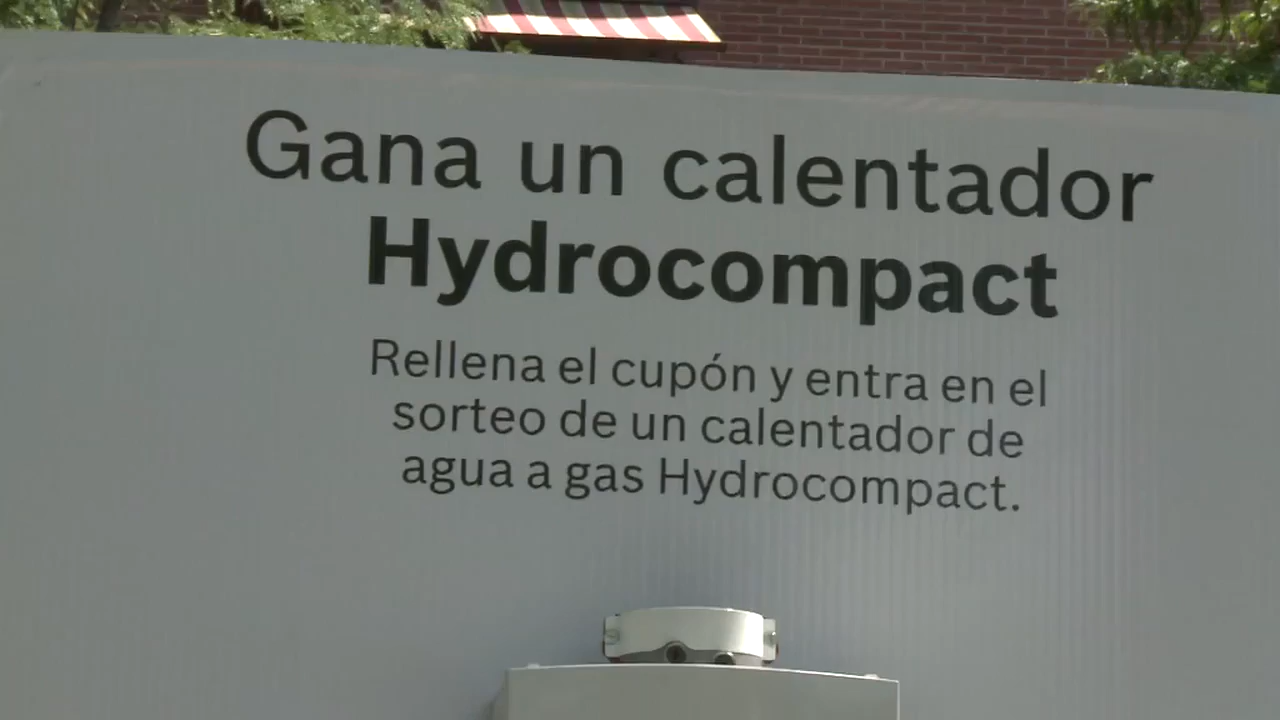 Gana un calentador
Hydrocompact
Rellena el cupón y entra en el
sorteo de un calentador de
agua a gas Hydrocompact.